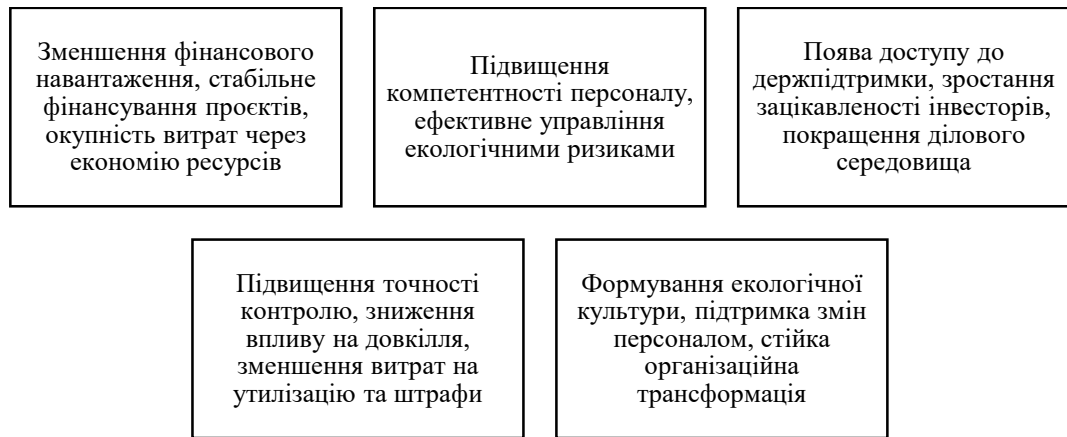 Зменшення фінансового
навантаження, стабільне
фінансування проєктів,
окупність витрат через
економію ресурсів
Підвищення
компетентності персоналу,
ефективне управління
екологічними ризиками
Поява доступу до
держпідтримки, зростання
зацікавленості інвесторів,
покращення ділового
середовища
Підвищення точності
контролю, зниження
впливу на довкілля,
зменшення витрат на
утилізацію та штрафи
Формування екологічної
культури, підтримка змін
персоналом, стійка
організаційна
трансформація